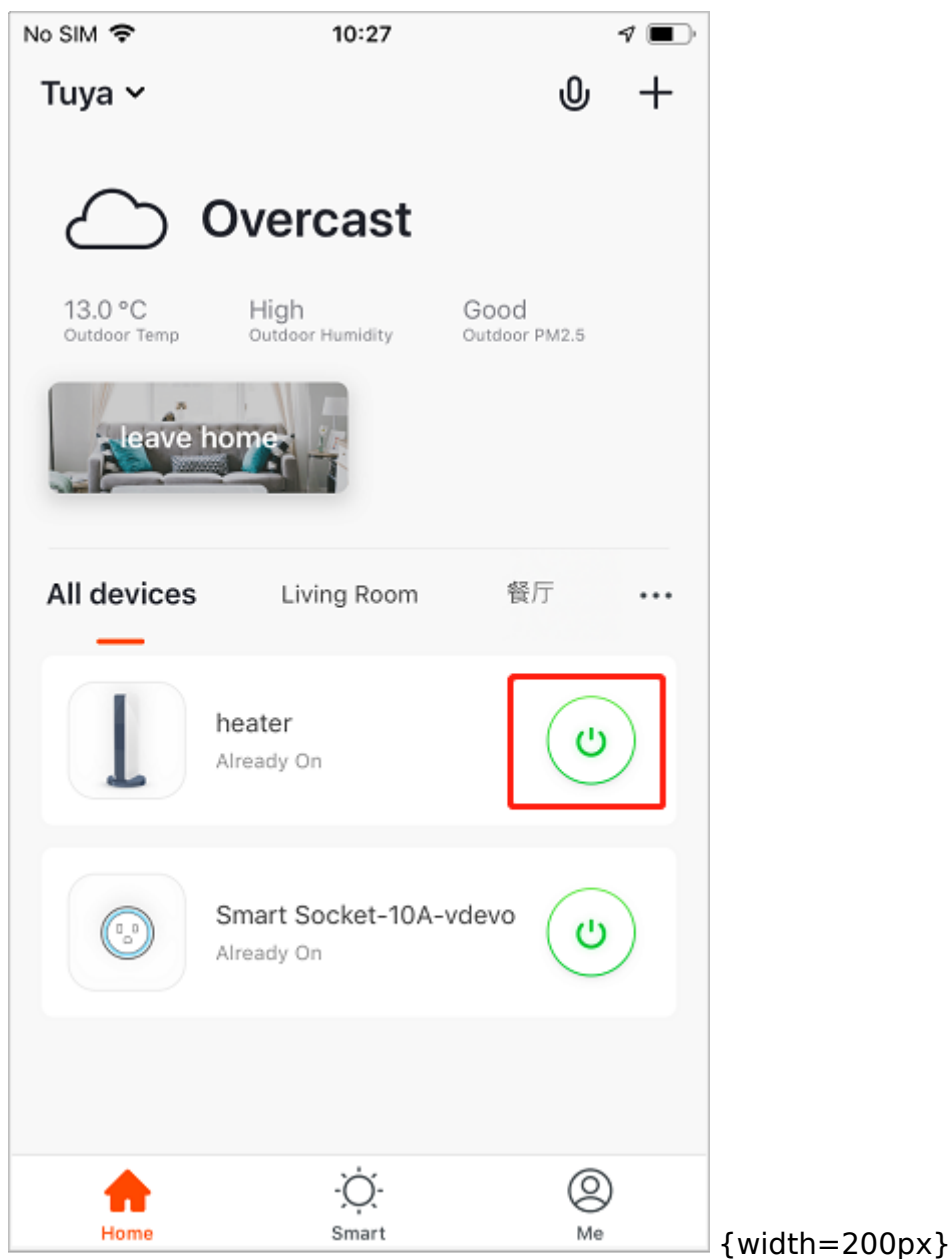 No SIM 10:27
Tuya
Overcast
13.0 °C High Good
Outdoor Temp Outdoor Humidity Outdoor PM2.5
leave home
All devices Living Room 餐厅 •••
heater
Already On
Smart Socket-10A-vdevo
Already On
Home Smart Me
{width=200px}